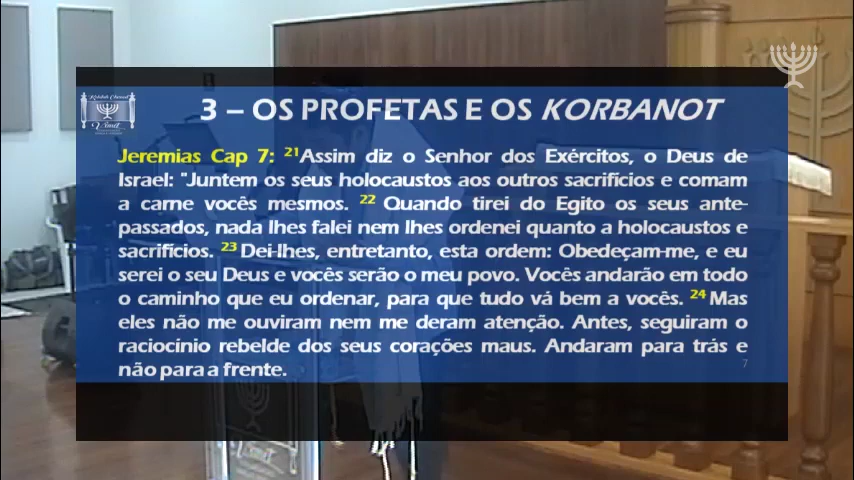 3 – OS PROFETAS E OS KORBANOT
Jeremias Cap 7: ²¹Assim diz o Senhor dos Exércitos, o Deus de
Israel: "Juntem os seus holocaustos aos outros sacrifícios e comam
a carne vocês mesmos. ²² Quando tirei do Egito os seus ante-
passados, nada lhes falei nem lhes ordenei quanto a holocaustos e
sacrifícios. ²³ Dei-lhes, entretanto, esta ordem: Obedeçam-me, e eu
serei o seu Deus e vocês serão o meu povo. Vocês andarão em todo
o caminho que eu ordenar, para que tudo vá bem a vocês. ²⁴ Mas
eles não me ouviram nem me deram atenção. Antes, seguiram o
raciocínio rebelde dos seus corações maus. Andaram para trás e
não para a frente.
7